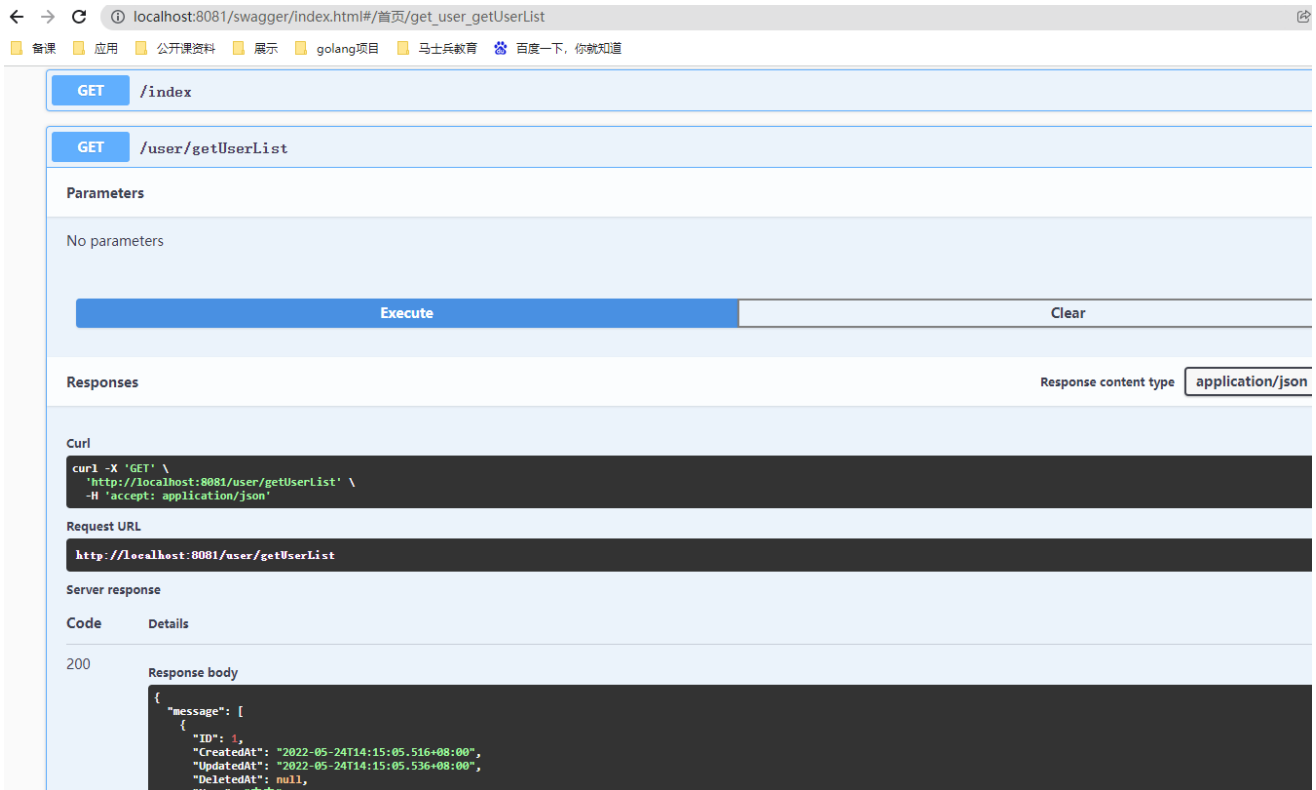 localhost:8081/swagger/index.html#/首页/get_user_getUserList
备课 应用 公开课资料 展示 golang项目 马士兵教育 百度一下，你就知道
GET /index
GET /user/getUserList
Parameters
No parameters
Execute Clear
Responses Response content type application/json
Curl
curl -X 'GET' \
'http://localhost:8081/user/getUserList' \
-H 'accept: application/json'
Request URL
http://localhost:8081/user/getUserList
Server response
Code Details
200
Response body
{
"message": [
{
"ID": 1,
"CreatedAt": "2022-05-24T14:15:05.516+08:00",
"UpdatedAt": "2022-05-24T14:15:05.536+08:00",
"DeletedAt": null,